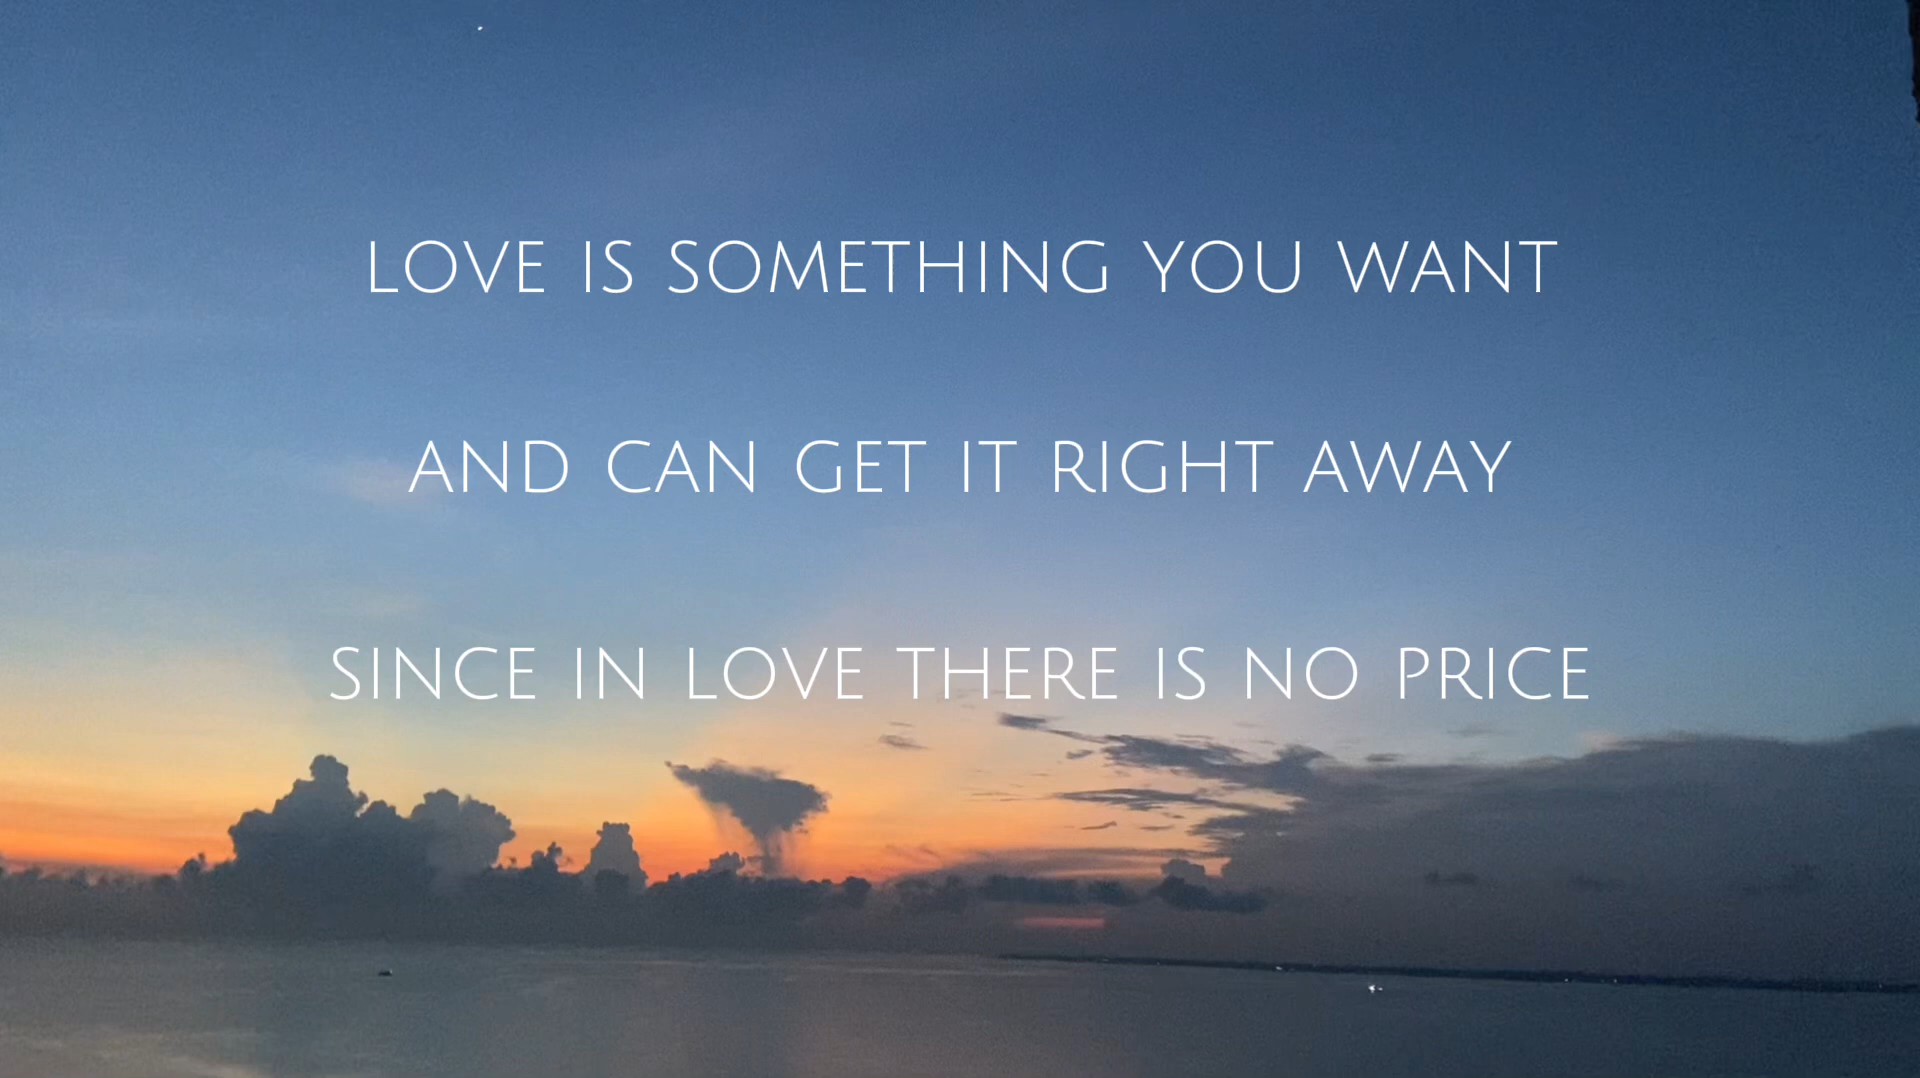 LOVE IS SOMETHING YOU WANT
AND CAN GET IT RIGHT AWAY
SINCE IN LOVE THERE IS NO PRICE